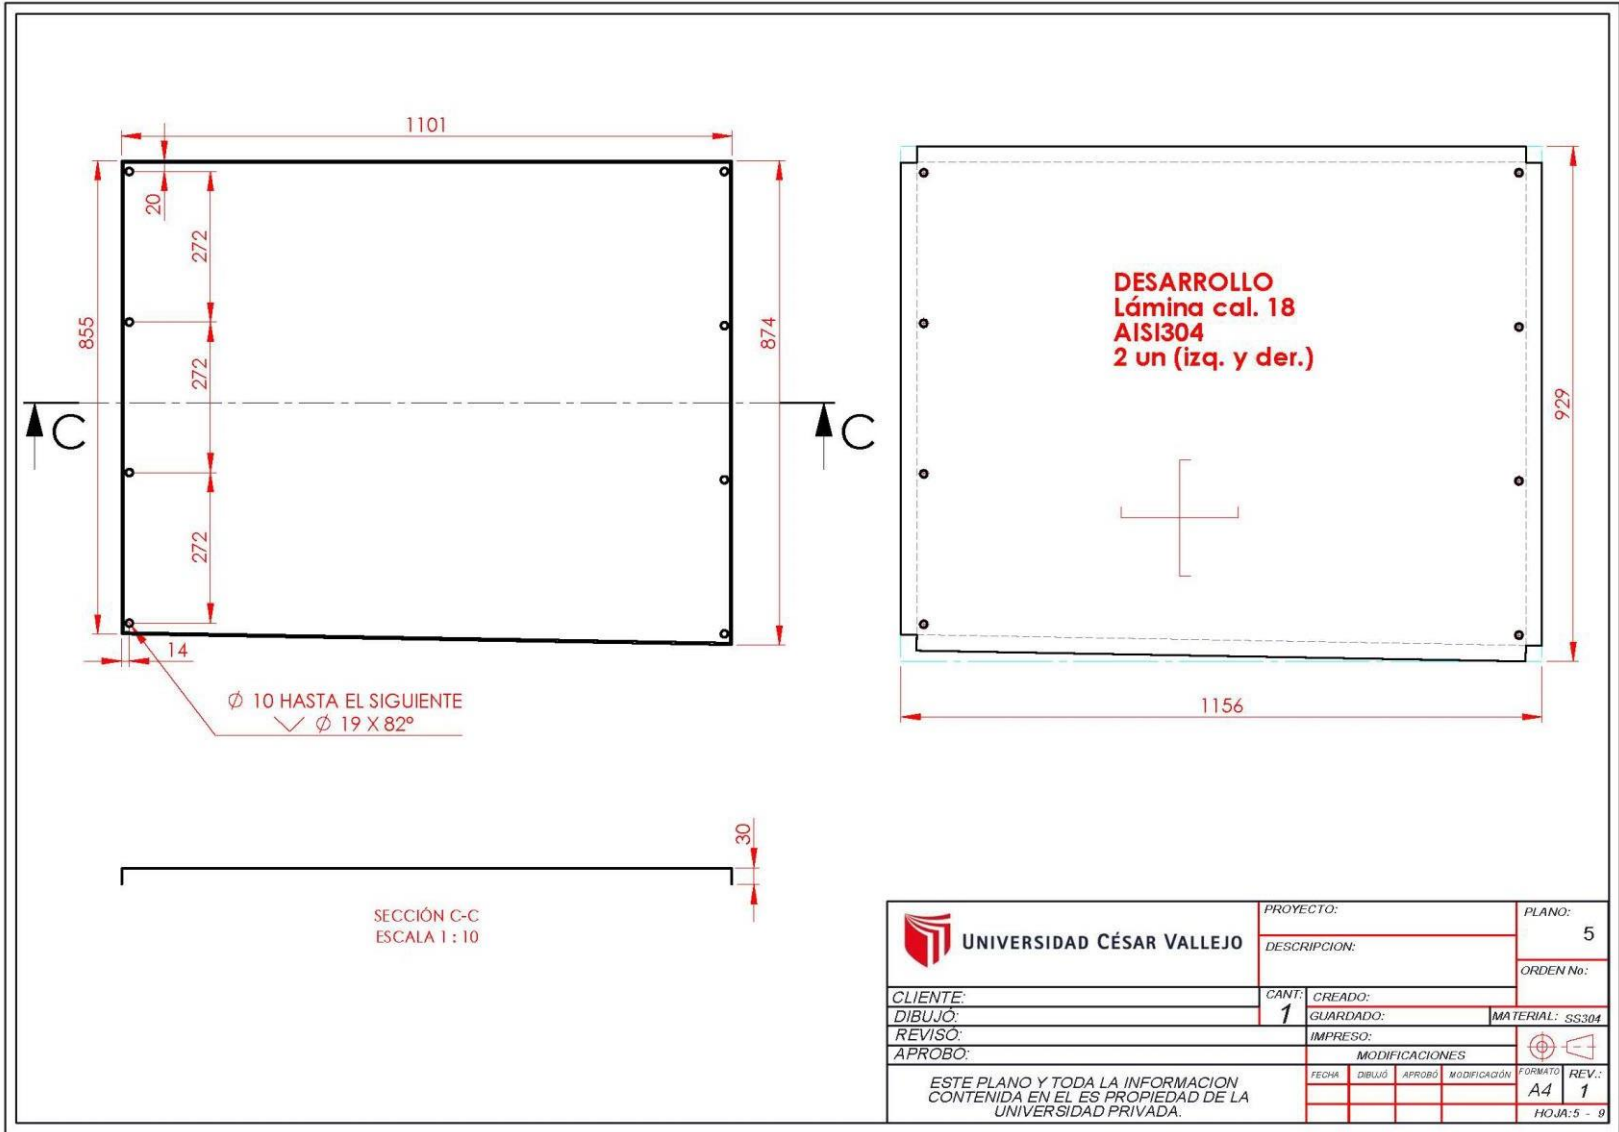 1101
20
272
855
272
272
874
C
C
14
Ø 10 HASTA EL SIGUIENTE
Ø 19 X 82°
DESARROLLO
Lámina cal. 18
AISI304
2 un (izq. y der.)
929
1156
30
SECCIÓN C-C
ESCALA 1 : 10
UNIVERSIDAD CÉSAR VALLEJO
PROYECTO:
DESCRIPCION:
PLANO:
5
ORDEN No:
CLIENTE:
DIBUJÓ:
REVISÓ:
APROBÓ:
CANT:
1
CREADO:
GUARDADO:
MATERIAL: SS304
IMPRESO:
MODIFICACIONES
FECHA DIBUJÓ APROBÓ MODIFICACIÓN
FORMATO
A4
REV.:
1
HOJA:5 - 9
ESTE PLANO Y TODA LA INFORMACION
CONTENIDA EN EL ES PROPIEDAD DE LA
UNIVERSIDAD PRIVADA.